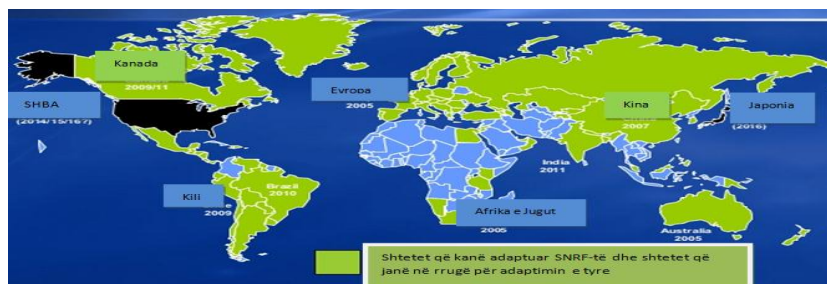 Kanada
2009/11
SHBA
(2014/15/16?)
Evropa
2005
Kina
2007
Japonia
(2016)
India
2011
Brazil
2010
Kili
2009
Afrika e Jugut
2005
Australia
2005
Shtetet që kanë adaptuar SNRF-të dhe shtetet që
janë në rrugë për adaptimin e tyre